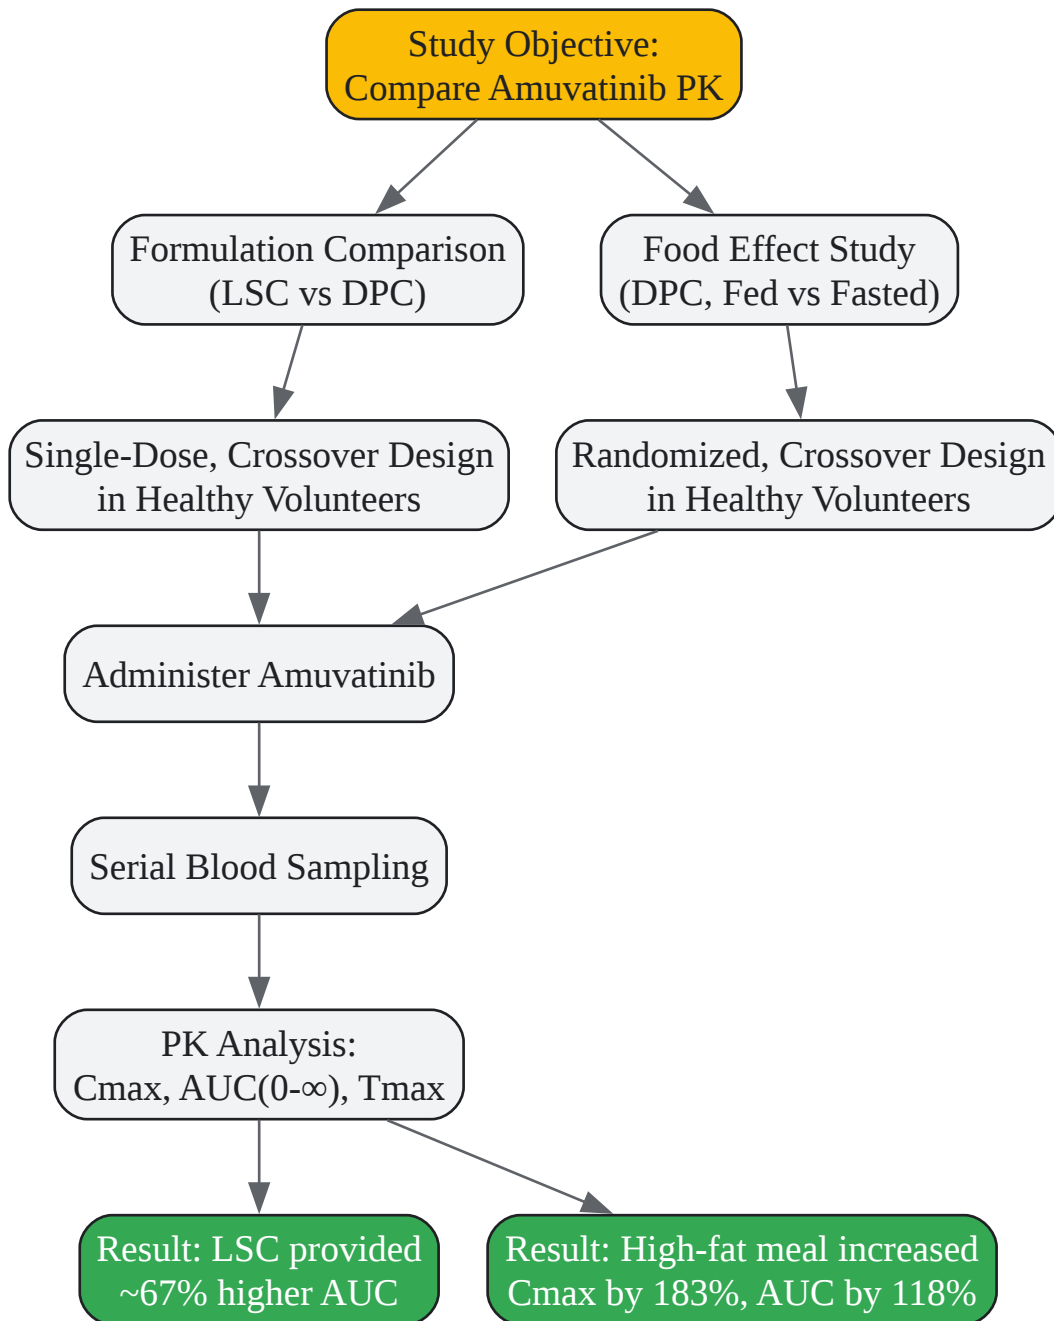 Study Objective:
Compare Amuvatinib PK
Formulation Comparison
(LSC vs DPC)
Food Effect Study
(DPC, Fed vs Fasted)
Single-Dose, Crossover Design
in Healthy Volunteers
Randomized, Crossover Design
in Healthy Volunteers
Administer Amuvatinib
Serial Blood Sampling
PK Analysis:
Cmax, AUC(0-∞), Tmax
Result: LSC provided
~67% higher AUC
Result: High-fat meal increased
Cmax by 183%, AUC by 118%